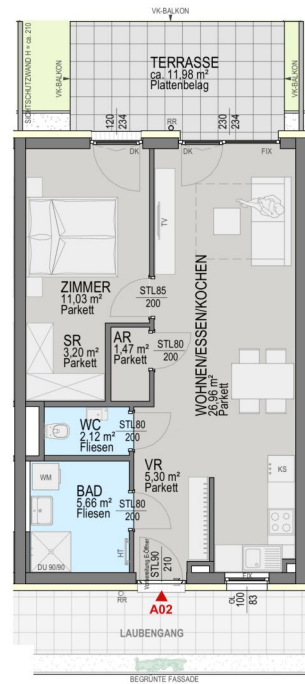 VK-BALKON
SICHTSCHUTZWAND H = ca. 210
VK-BALKON
VK-BALKON
TERRASSE
ca. 11,98 m²
Plattenbelag
120
234
RR
230
234
DK
DK
FIX
TV
ZIMMER
11,03 m²
Parkett
STL85
200
SR
3,20 m²
Parkett
AR
1,47 m²
Parkett
STL80
200
WOHNEN/ESSEN/KOCHEN
26,96 m²
Parkett
WC
2,12 m²
Fliesen
STL80
200
VR
5,30 m²
Parkett
KS
WM
BAD
5,66 m²
Fliesen
STL80
200
DU 90/90
HT
Vorbereitung E-Öffner
STL90
210
RR
A02
OL
100
83
LAUBENGANG
BEGRÜNTE FASSADE